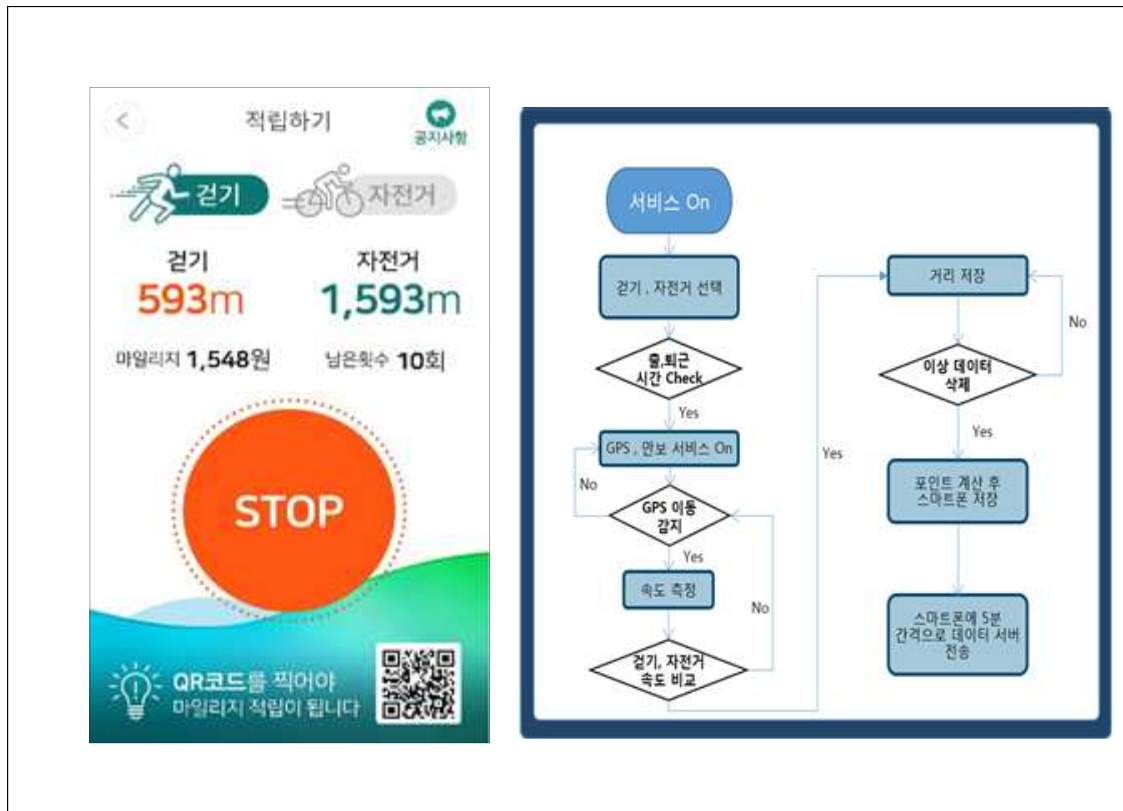 적립하기
공지사항
걷기
자전거
걷기
자전거
593m
1,593m
마일리지 1,548원
남은횟수 10회
STOP
QR코드를 찍어야
마일리지 적립이 됩니다
서비스 On
걷기 , 자전거 선택
출,퇴근
시간 Check
Yes
GPS , 만보 서비스 On
No
GPS 이동
감지
Yes
속도 측정
No
걷기, 자전거
속도 비교
Yes
거리 저장
No
이상 데이터
삭제
Yes
포인트 계산 후
스마트폰 저장
스마트폰에 5분
간격으로 데이터 서버
전송